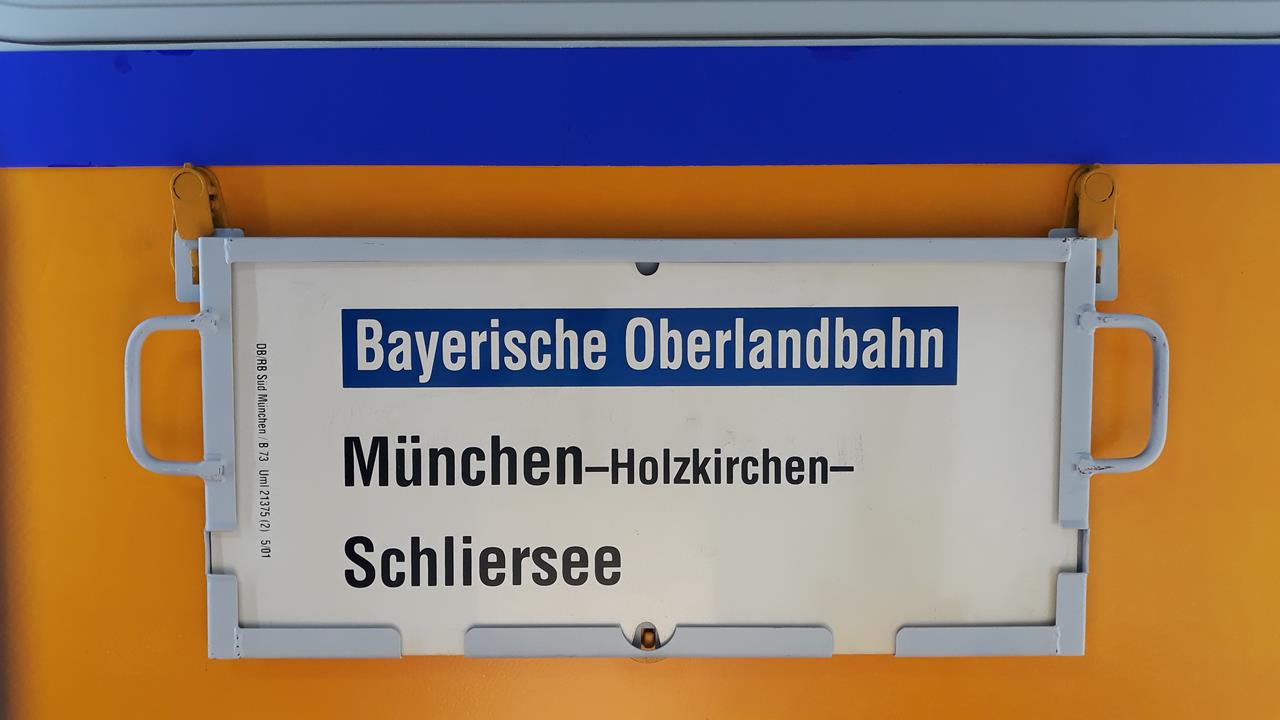 Bayerische Oberlandbahn
München–Holzkirchen–
Schliersee
DB/RB Süd München / B 73 Uml 21375 (2) 5/01